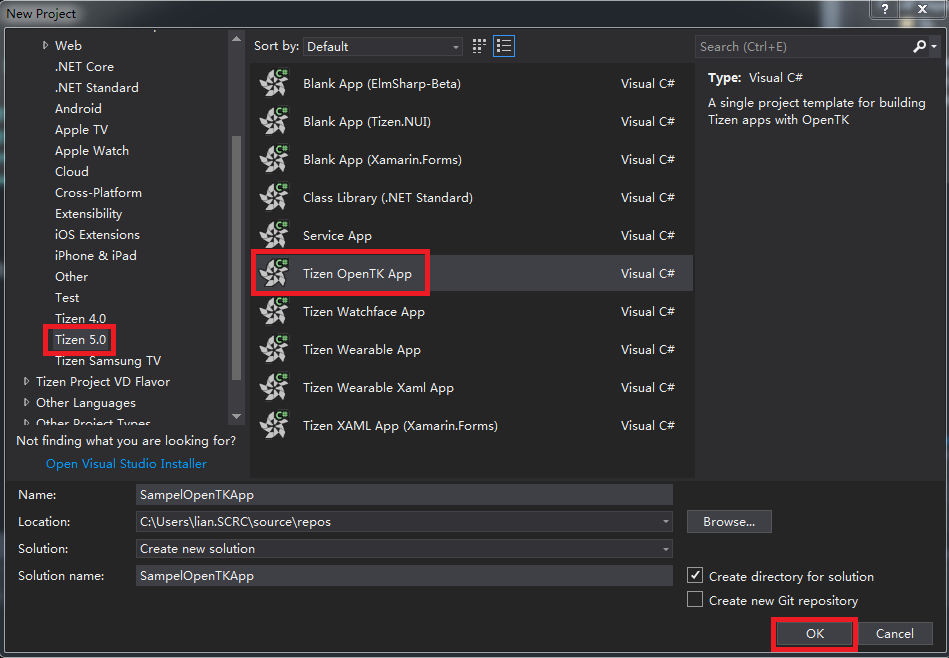 New Project
?
Web
.NET Core
.NET Standard
Android
Apple TV
Apple Watch
Cloud
Cross-Platform
Extensibility
iOS Extensions
iPhone & iPad
Other
Test
Tizen 4.0
Tizen 5.0
Tizen Samsung TV
Tizen Project VD Flavor
Other Languages
Other Project Types
Not finding what you are looking for?
Open Visual Studio Installer
Sort by: Default
Blank App (ElmSharp-Beta) Visual C#
Blank App (Tizen.NUI) Visual C#
Blank App (Xamarin.Forms) Visual C#
Class Library (.NET Standard) Visual C#
Service App Visual C#
Tizen OpenTK App Visual C#
Tizen Watchface App Visual C#
Tizen Wearable App Visual C#
Tizen Wearable Xaml App Visual C#
Tizen XAML App (Xamarin.Forms) Visual C#
Search (Ctrl+E)
Type: Visual C#
A single project template for building
Tizen apps with OpenTK
Name: SampelOpenTKApp
Location: C:\Users\lian.SCRC\source\repos Browse...
Solution: Create new solution
Solution name: SampelOpenTKApp
Create directory for solution
Create new Git repository
OK Cancel